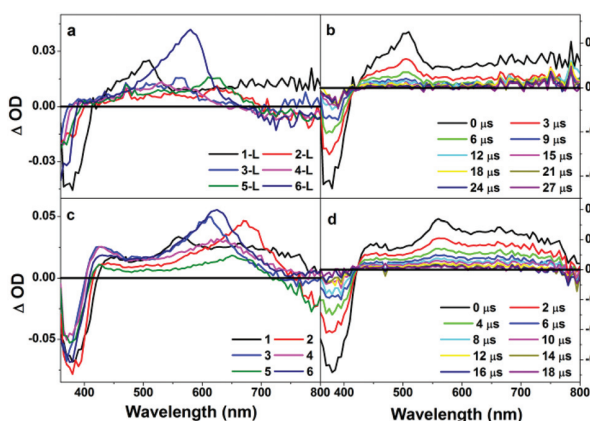 a
b
0.03
0.00
-0.03
Δ OD
1-L 2-L
3-L 4-L
5-L 6-L
0 μs 3 μs
6 μs 9 μs
12 μs 15 μs
18 μs 21 μs
24 μs 27 μs
c
d
0.05
0.00
-0.05
Δ OD
1 2
3 4
5 6
0 μs 2 μs
4 μs 6 μs
8 μs 10 μs
12 μs 14 μs
16 μs 18 μs
400 500 600 700 800
400 500 600 700 800
Wavelength (nm)
Wavelength (nm)